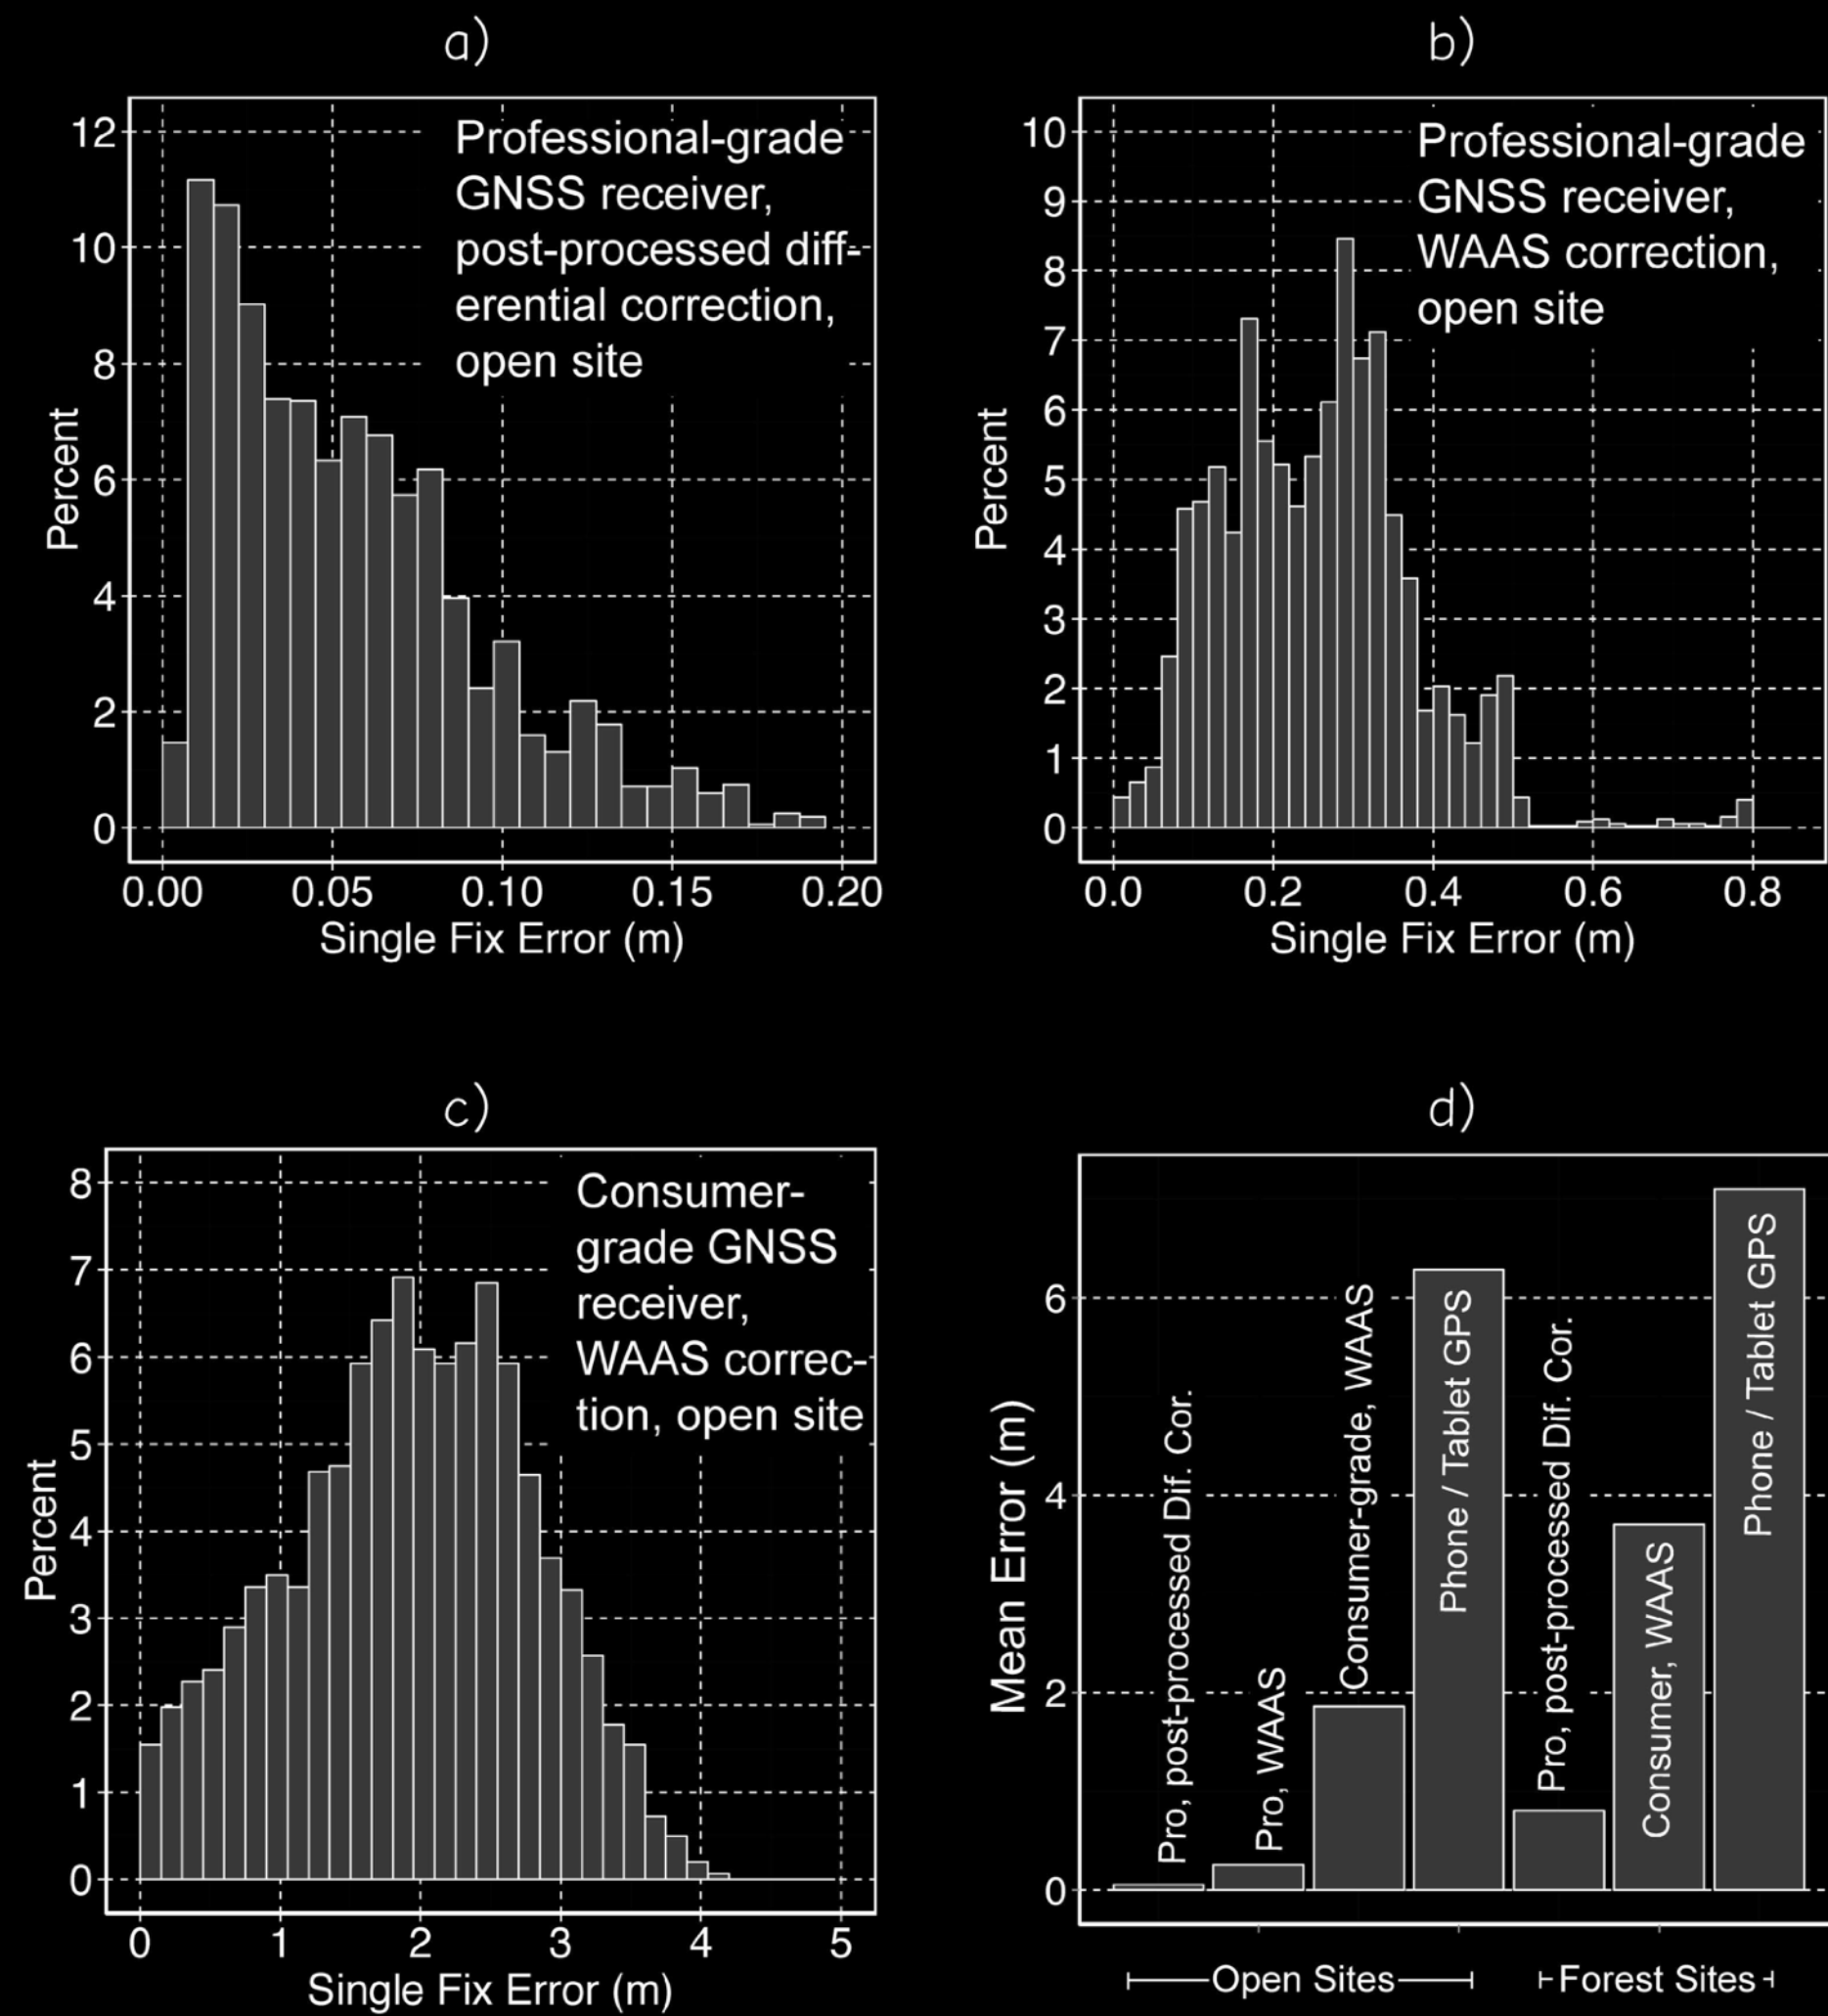 a)
12
10
8
6
4
2
0
Percent
Professional-grade
GNSS receiver,
post-processed diff-
erential correction,
open site
0.00 0.05 0.10 0.15 0.20
Single Fix Error (m)
b)
10
9
8
7
6
5
4
3
2
1
0
Percent
Professional-grade
GNSS receiver,
WAAS correction,
open site
0.0 0.2 0.4 0.6 0.8
Single Fix Error (m)
c)
8
7
6
5
4
3
2
1
0
Percent
Consumer-
grade GNSS
receiver,
WAAS correc-
tion, open site
0 1 2 3 4 5
Single Fix Error (m)
d)
6
4
2
0
Mean Error (m)
Pro, post-processed Dif. Cor.
Pro, WAAS
Consumer-grade, WAAS
Phone / Tablet GPS
Pro, post-processed Dif. Cor.
Consumer, WAAS
Phone / Tablet GPS
Open Sites
Forest Sites